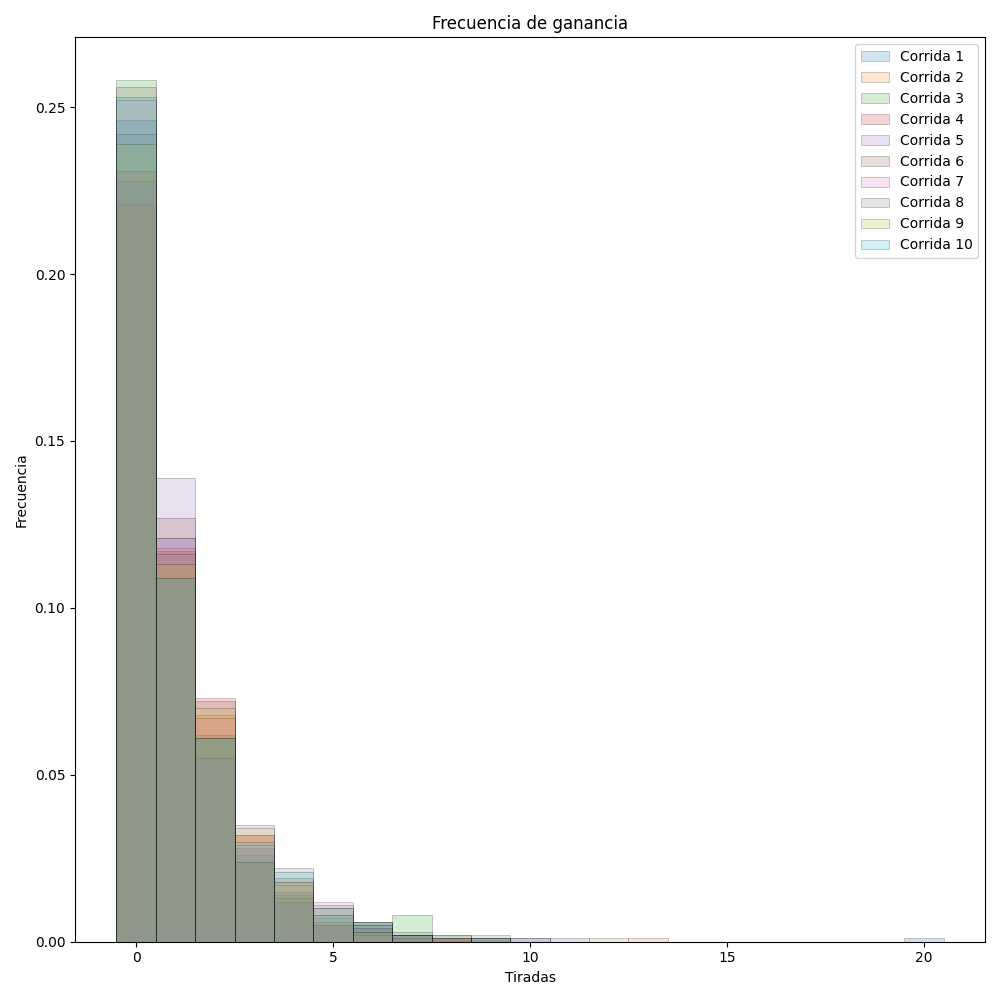 Frecuencia de ganancia
Corrida 1
Corrida 2
Corrida 3
Corrida 4
Corrida 5
Corrida 6
Corrida 7
Corrida 8
Corrida 9
Corrida 10
0.25
0.20
0.15
0.10
0.05
0.00
Frecuencia
0 5 10 15 20
Tiradas